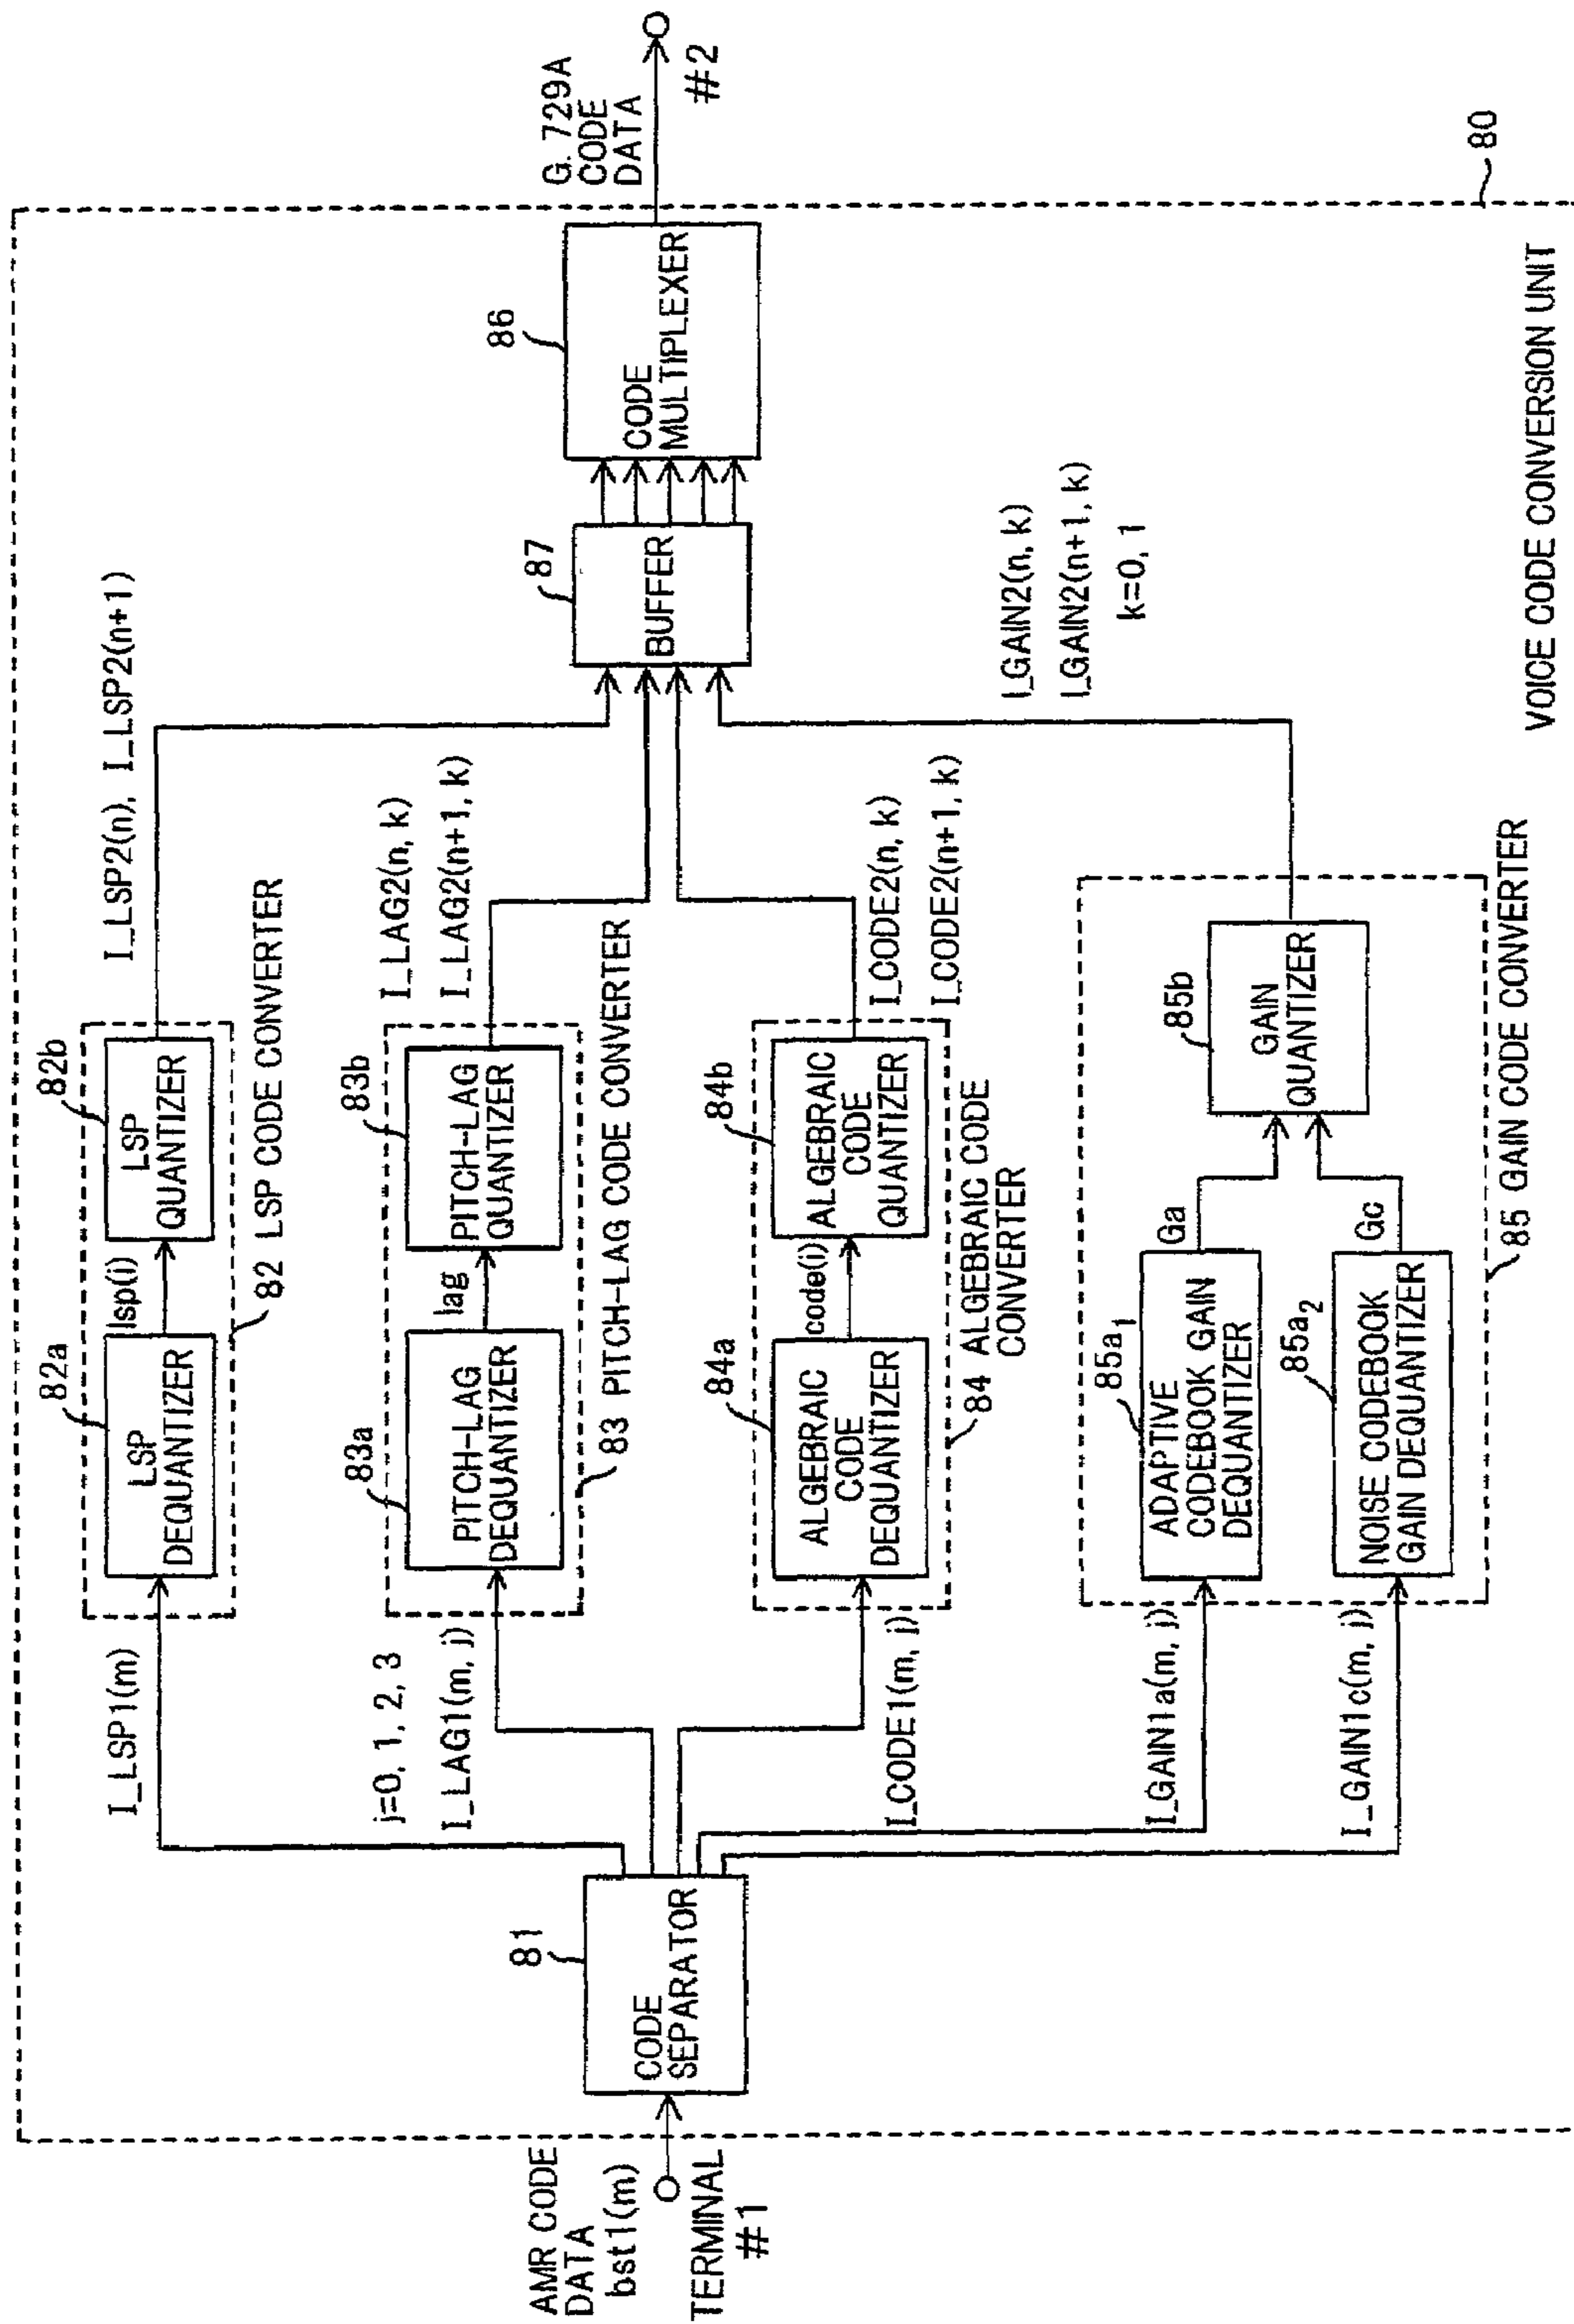 AMR CODE
DATA
bst1(m)
TERMINAL
#1
81
CODE
SEPARATOR
I_LSP1(m)
j=0, 1, 2, 3
I_LAG1(m, j)
I_CODE1(m, j)
I_GAIN1a(m, j)
I_GAIN1c(m, j)
82a
LSP
DEQUANTIZER
lsp(i)
82b
LSP
QUANTIZER
82 LSP CODE CONVERTER
83a
PITCH-LAG
DEQUANTIZER
lag
83b
PITCH-LAG
QUANTIZER
83 PITCH-LAG CODE CONVERTER
84a
ALGEBRAIC
CODE
DEQUANTIZER
code(i)
84b
ALGEBRAIC
CODE
QUANTIZER
84 ALGEBRAIC CODE
CONVERTER
85a1
ADAPTIVE
CODEBOOK GAIN
DEQUANTIZER
Ga
85a2
NOISE CODEBOOK
GAIN DEQUANTIZER
Gc
85b
GAIN
QUANTIZER
85 GAIN CODE CONVERTER
I_LSP2(n), I_LSP2(n+1)
I_LAG2(n, k)
I_LAG2(n+1, k)
I_CODE2(n, k)
I_CODE2(n+1, k)
I_GAIN2(n, k)
I_GAIN2(n+1, k)
k=0, 1
87
BUFFER
86
CODE
MULTIPLEXER
G. 729A
CODE
DATA
#2
80
VOICE CODE CONVERSION UNIT